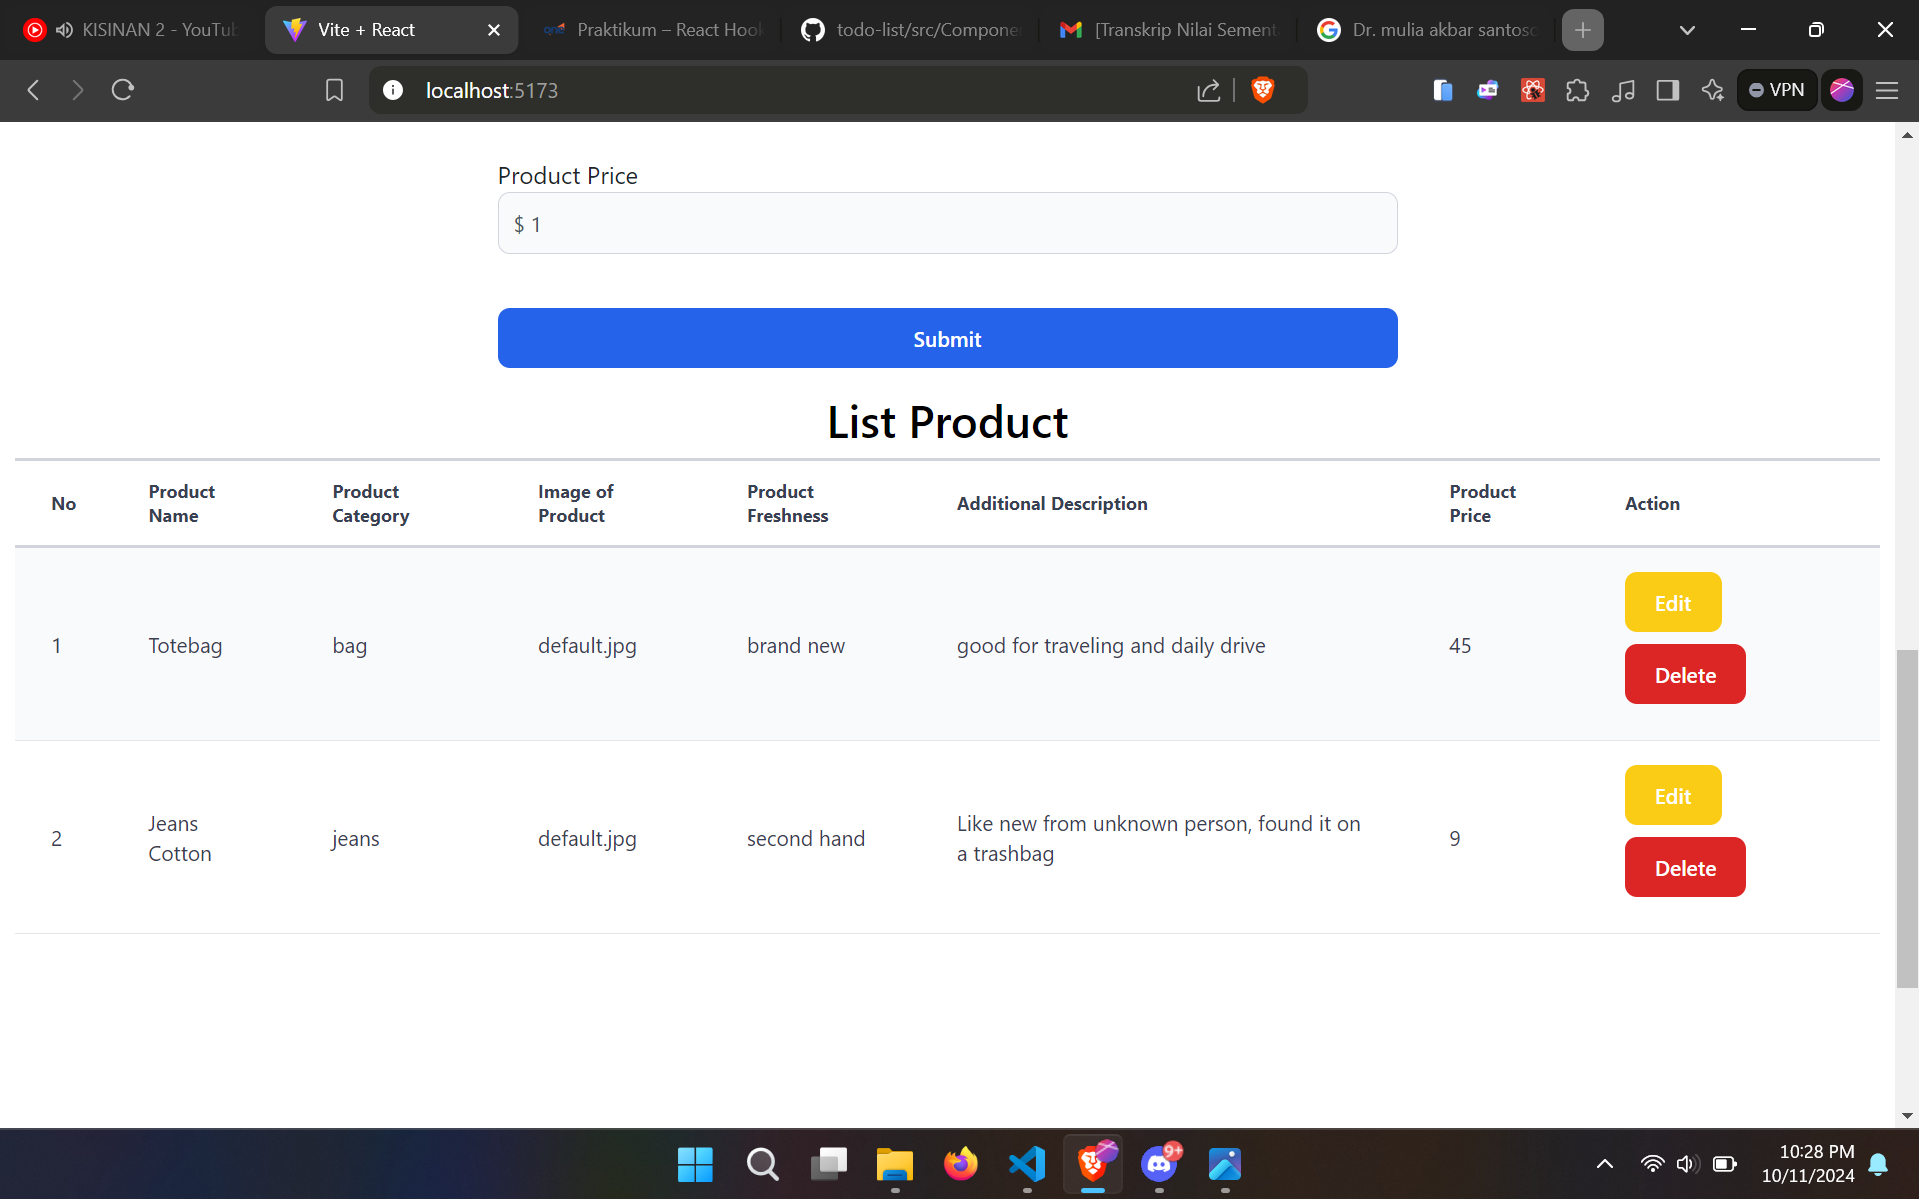 KISINAN 2 - YouTub
Vite + React
Praktikum – React Hook
todo-list/src/Componen
[Transkrip Nilai Sement
Dr. mulia akbar santoso
localhost:5173
VPN
Product Price
$ 1
Submit
List Product
No
Product Name
Product Category
Image of Product
Product Freshness
Additional Description
Product Price
Action
1
Totebag
bag
default.jpg
brand new
good for traveling and daily drive
45
Edit
Delete
2
Jeans Cotton
jeans
default.jpg
second hand
Like new from unknown person, found it on
a trashbag
9
Edit
Delete
9+
10:28 PM
10/11/2024